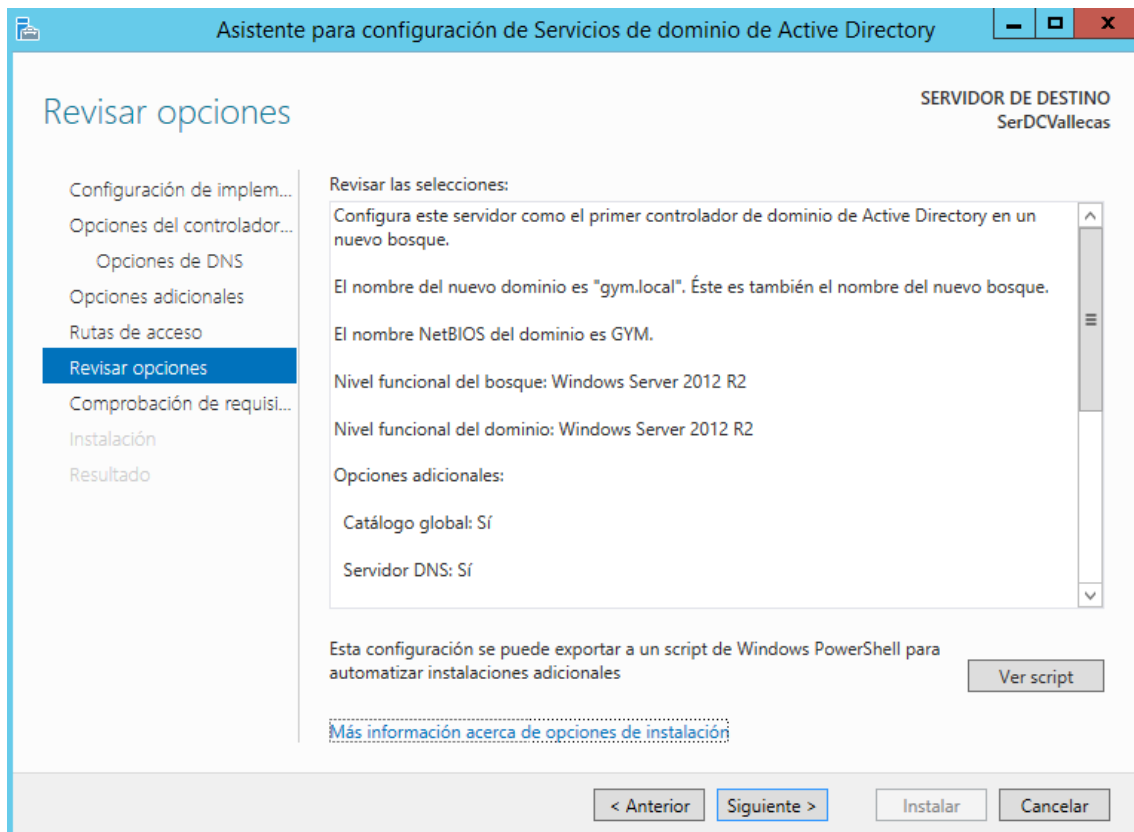 Asistente para configuración de Servicios de dominio de Active Directory
Revisar opciones
SERVIDOR DE DESTINO
SerDCVallecas
Configuración de implem...
Opciones del controlador...
Opciones de DNS
Opciones adicionales
Rutas de acceso
Revisar opciones
Comprobación de requisi...
Instalación
Resultado
Revisar las selecciones:
Configura este servidor como el primer controlador de dominio de Active Directory en un
nuevo bosque.
El nombre del nuevo dominio es "gym.local". Éste es también el nombre del nuevo bosque.
El nombre NetBIOS del dominio es GYM.
Nivel funcional del bosque: Windows Server 2012 R2
Nivel funcional del dominio: Windows Server 2012 R2
Opciones adicionales:
Catálogo global: Sí
Servidor DNS: Sí
Esta configuración se puede exportar a un script de Windows PowerShell para
automatizar instalaciones adicionales
Ver script
Más información acerca de opciones de instalación
< Anterior
Siguiente >
Instalar
Cancelar